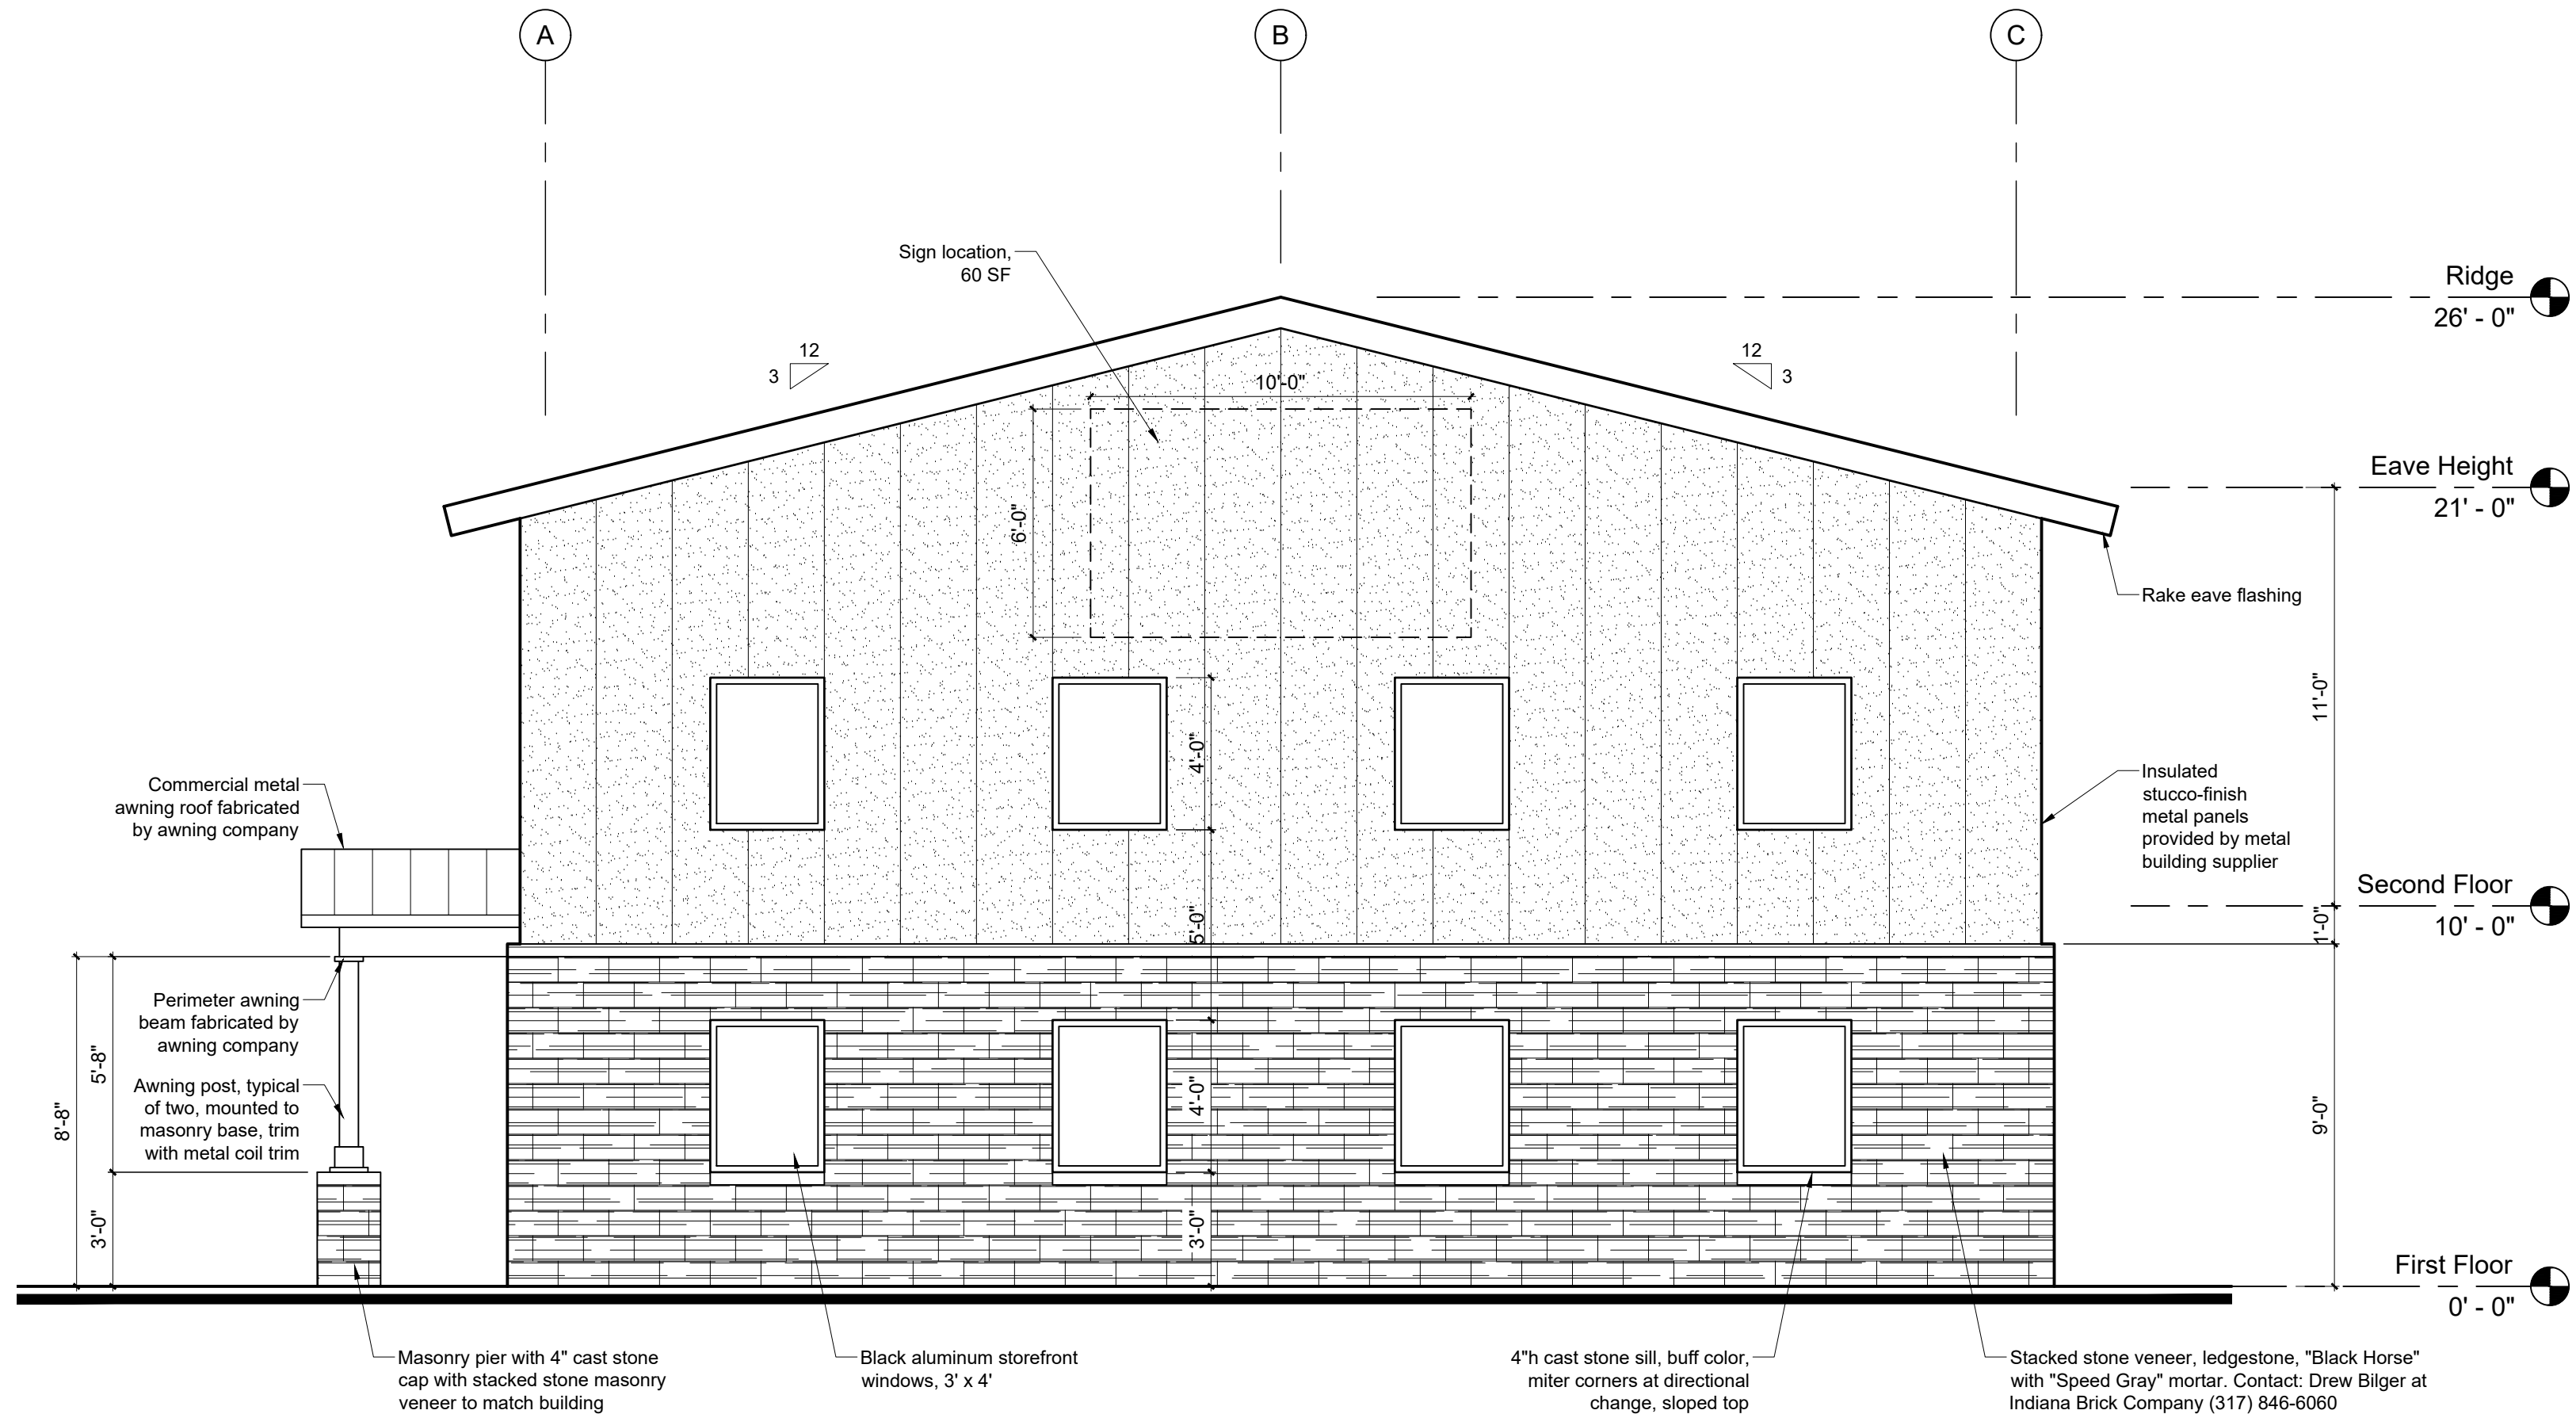 A
B
C
Sign location,
60 SF
Ridge
26' - 0"
12
3
12
3
10'-0"
6'-0"
Eave Height
21' - 0"
Rake eave flashing
11'-0"
4'-0"
Commercial metal
awning roof fabricated
by awning company
Insulated
stucco-finish
metal panels
provided by metal
building supplier
Second Floor
10' - 0"
1'-0"
5'-0"
Perimeter awning
beam fabricated by
awning company
5'-8"
8'-8"
Awning post, typical
of two, mounted to
masonry base, trim
with metal coil trim
4'-0"
9'-0"
3'-0"
3'-0"
First Floor
0' - 0"
Masonry pier with 4" cast stone
cap with stacked stone masonry
veneer to match building
Black aluminum storefront
windows, 3' x 4'
4"h cast stone sill, buff color,
miter corners at directional
change, sloped top
Stacked stone veneer, ledgestone, "Black Horse"
with "Speed Gray" mortar. Contact: Drew Bilger at
Indiana Brick Company (317) 846-6060